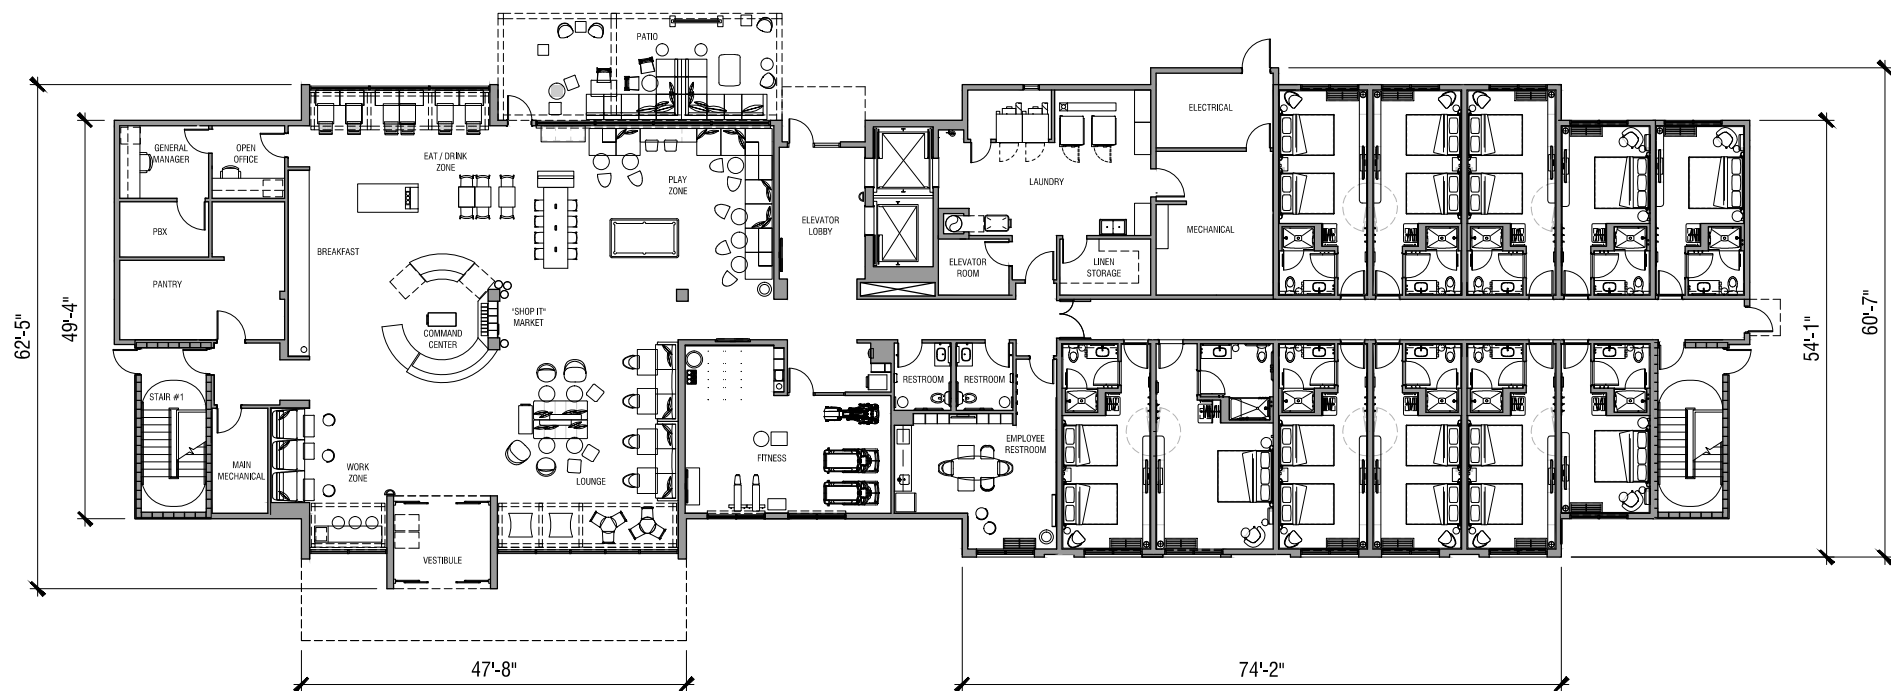 PATIO
ELECTRICAL
GENERAL
MANAGER
OPEN
OFFICE
EAT / DRINK
ZONE
PLAY
ZONE
LAUNDRY
ELEVATOR
LOBBY
PBX
MECHANICAL
BREAKFAST
ELEVATOR
ROOM
LINEN
STORAGE
PANTRY
"SHOP IT"
MARKET
COMMAND
CENTER
62'-5"
49'-4"
54'-1"
60'-7"
RESTROOM
RESTROOM
STAIR #1
EMPLOYEE
RESTROOM
MAIN
MECHANICAL
WORK
ZONE
FITNESS
LOUNGE
VESTIBULE
47'-8"
74'-2"